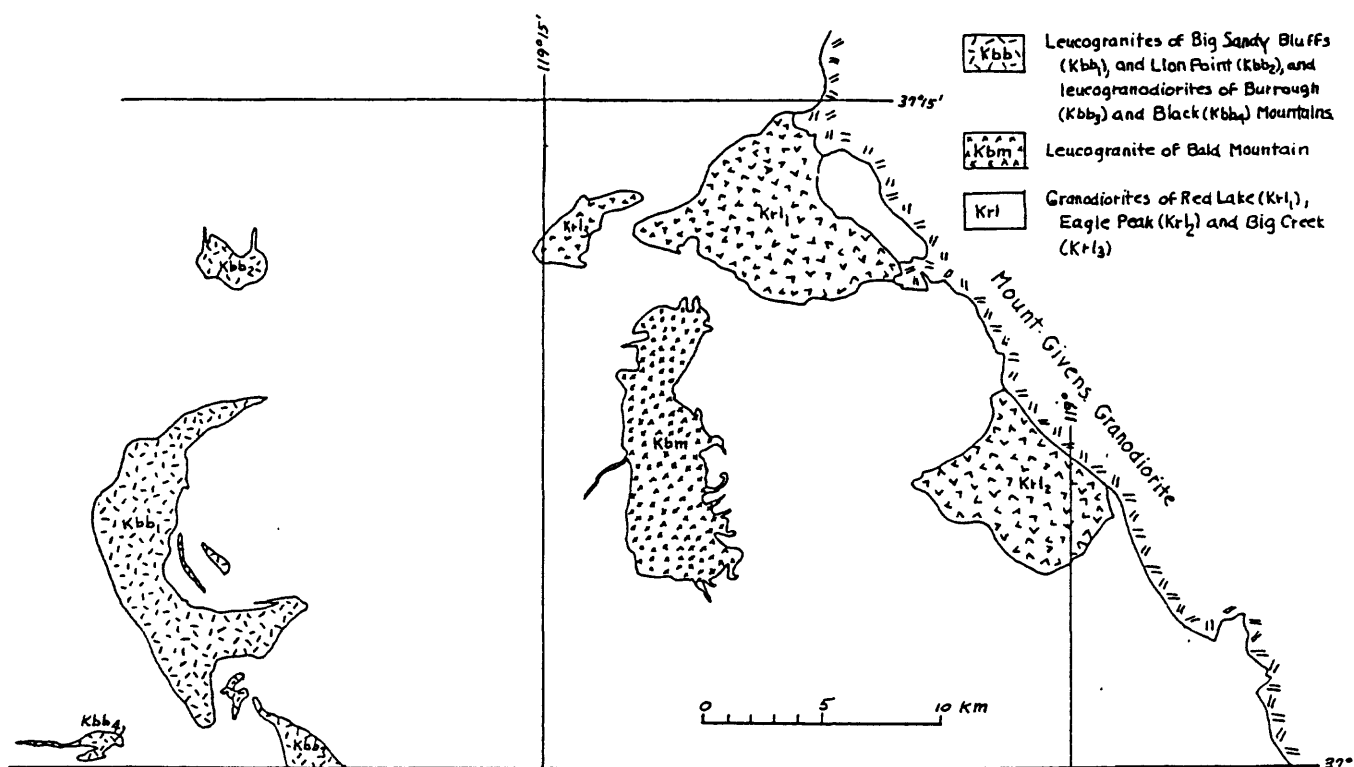 119°15'
37°15'
Kbb
Leucogranites of Big Sandy Bluffs
(Kbb₁), and Lion Point (Kbb₂), and
leucogranodiorites of Burrough
(Kbb₃) and Black (Kbb₄) Mountains.
Kbm
Leucogranite of Bald Mountain
Krl
Granodiorites of Red Lake (Krl₁),
Eagle Peak (Krl₂) and Big Creek
(Krl₃)
Krl₁
Krl₃
Kbb₂
Mount Givens Granodiorite
119°
Kbm
Krl₂
Kbb₁
0 5 10 Km
Kbb₄
Kbb₃
37°